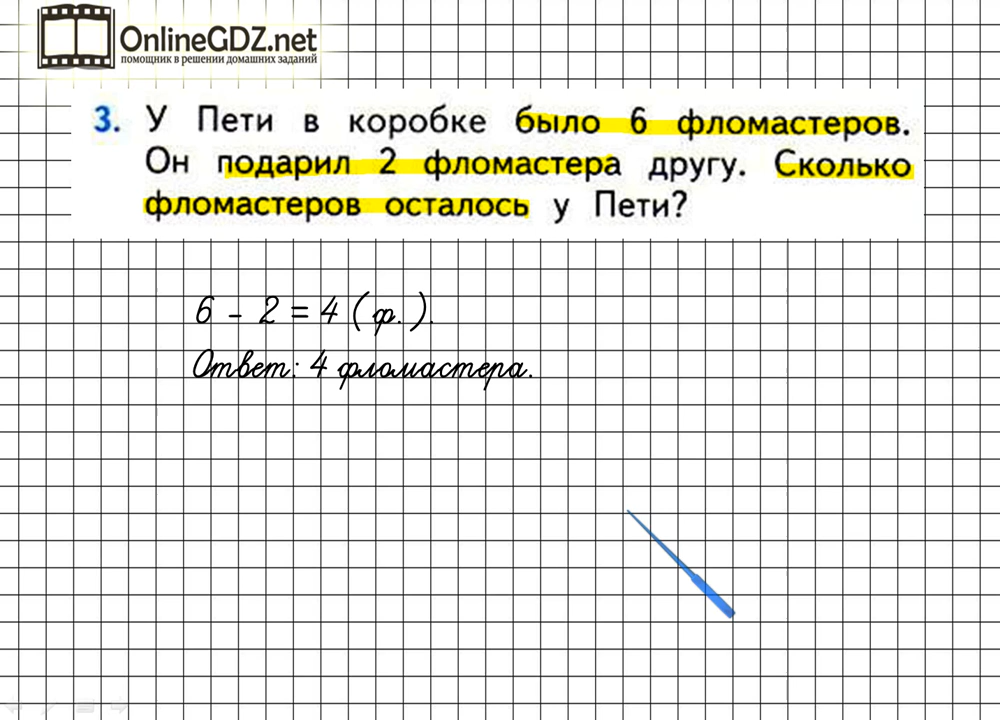 OnlineGDZ.net
помощник в решении домашних заданий
3. У Пети в коробке было 6 фломастеров.
Он подарил 2 фломастера другу. Сколько
фломастеров осталось у Пети?
6 - 2 = 4 (ф.).
Ответ: 4 фломастера.